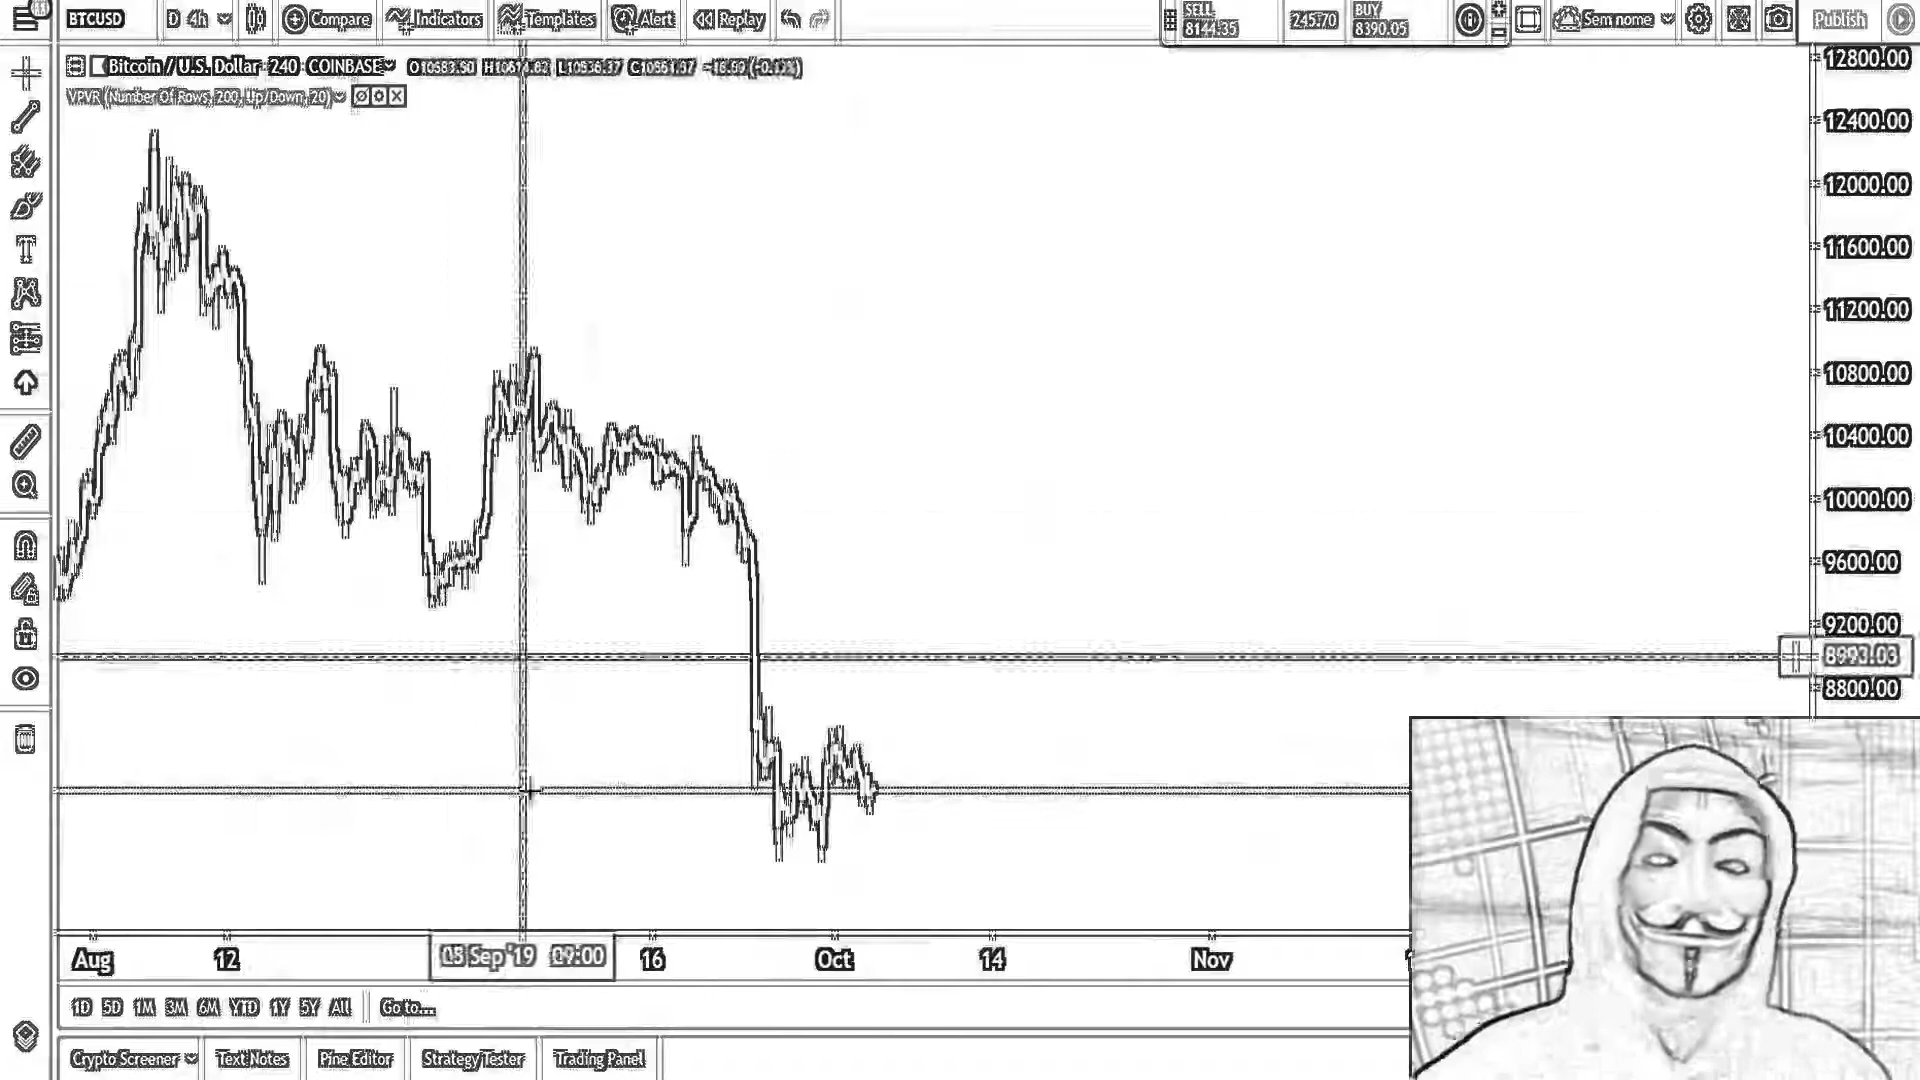 BTCUSD D 4h Compare Indicators Templates Alert Replay SELL 8144.35 245.70 BUY 8390.05 Sem nome Publish
Bitcoin / U.S. Dollar 240 COINBASE
VPVR (Number Of Rows, 200, Up/Down, 20)
12800.00
12400.00
12000.00
11600.00
11200.00
10800.00
10400.00
10000.00
9600.00
9200.00
8993.03
8800.00
Aug 12 Sep '19 09:00 16 Oct 14 Nov
1D 5D 1M 3M 6M YTD 1Y 5Y All Go to...
Crypto Screener Text Notes Pine Editor Strategy Tester Trading Panel